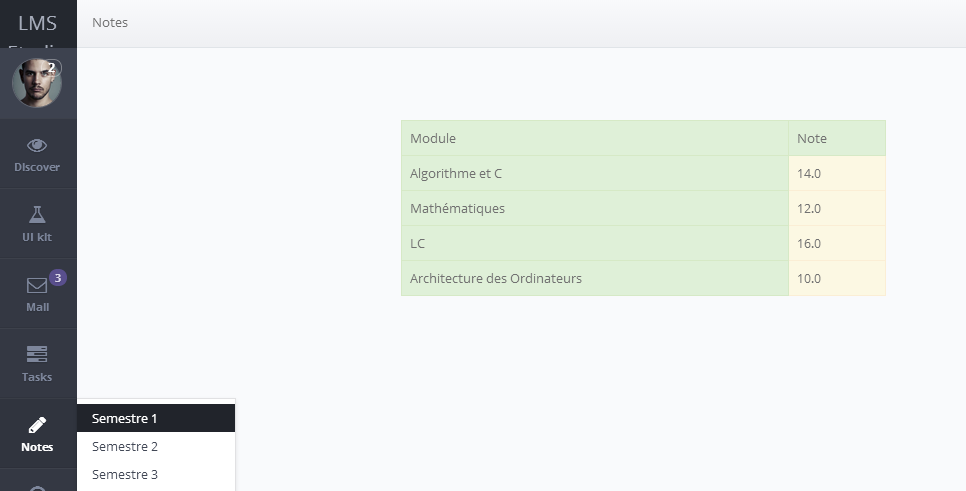 LMS
2
Discover
UI kit
3
Mail
Tasks
Notes
Notes
Module Note
Algorithme et C 14.0
Mathématiques 12.0
LC 16.0
Architecture des Ordinateurs 10.0
Semestre 1
Semestre 2
Semestre 3